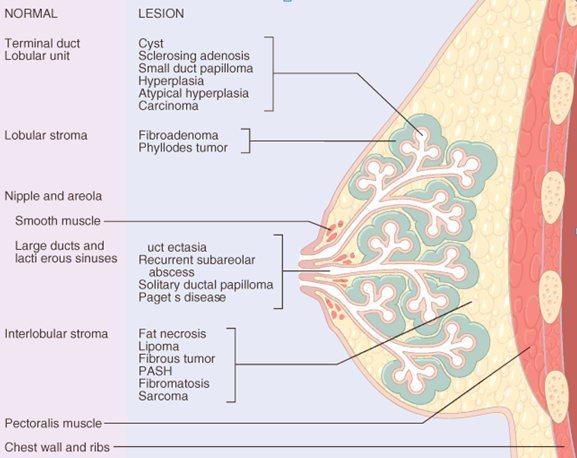 NORMAL
LESION
Terminal duct
Lobular unit
Cyst
Sclerosing adenosis
Small duct papilloma
Hyperplasia
Atypical hyperplasia
Carcinoma
Lobular stroma
Fibroadenoma
Phyllodes tumor
Nipple and areola
Smooth muscle
Large ducts and
lacti erous sinuses
uct ectasia
Recurrent subareolar
abscess
Solitary ductal papilloma
Paget s disease
Interlobular stroma
Fat necrosis
Lipoma
Fibrous tumor
PASH
Fibromatosis
Sarcoma
Pectoralis muscle
Chest wall and ribs